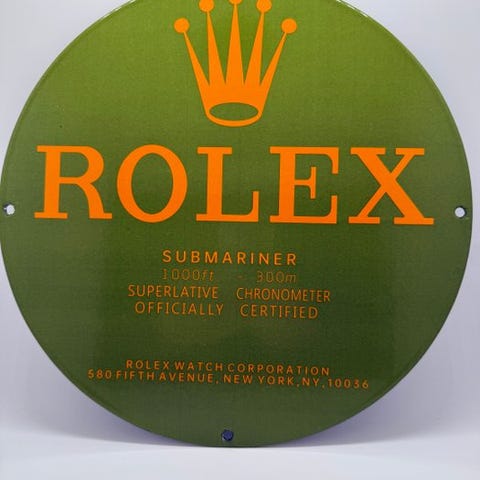 ROLEX
SUBMARINER
1000ft - 300m
SUPERLATIVE CHRONOMETER
OFFICIALLY CERTIFIED
ROLEX WATCH CORPORATION
580 FIFTH AVENUE, NEW YORK, NY, 10036